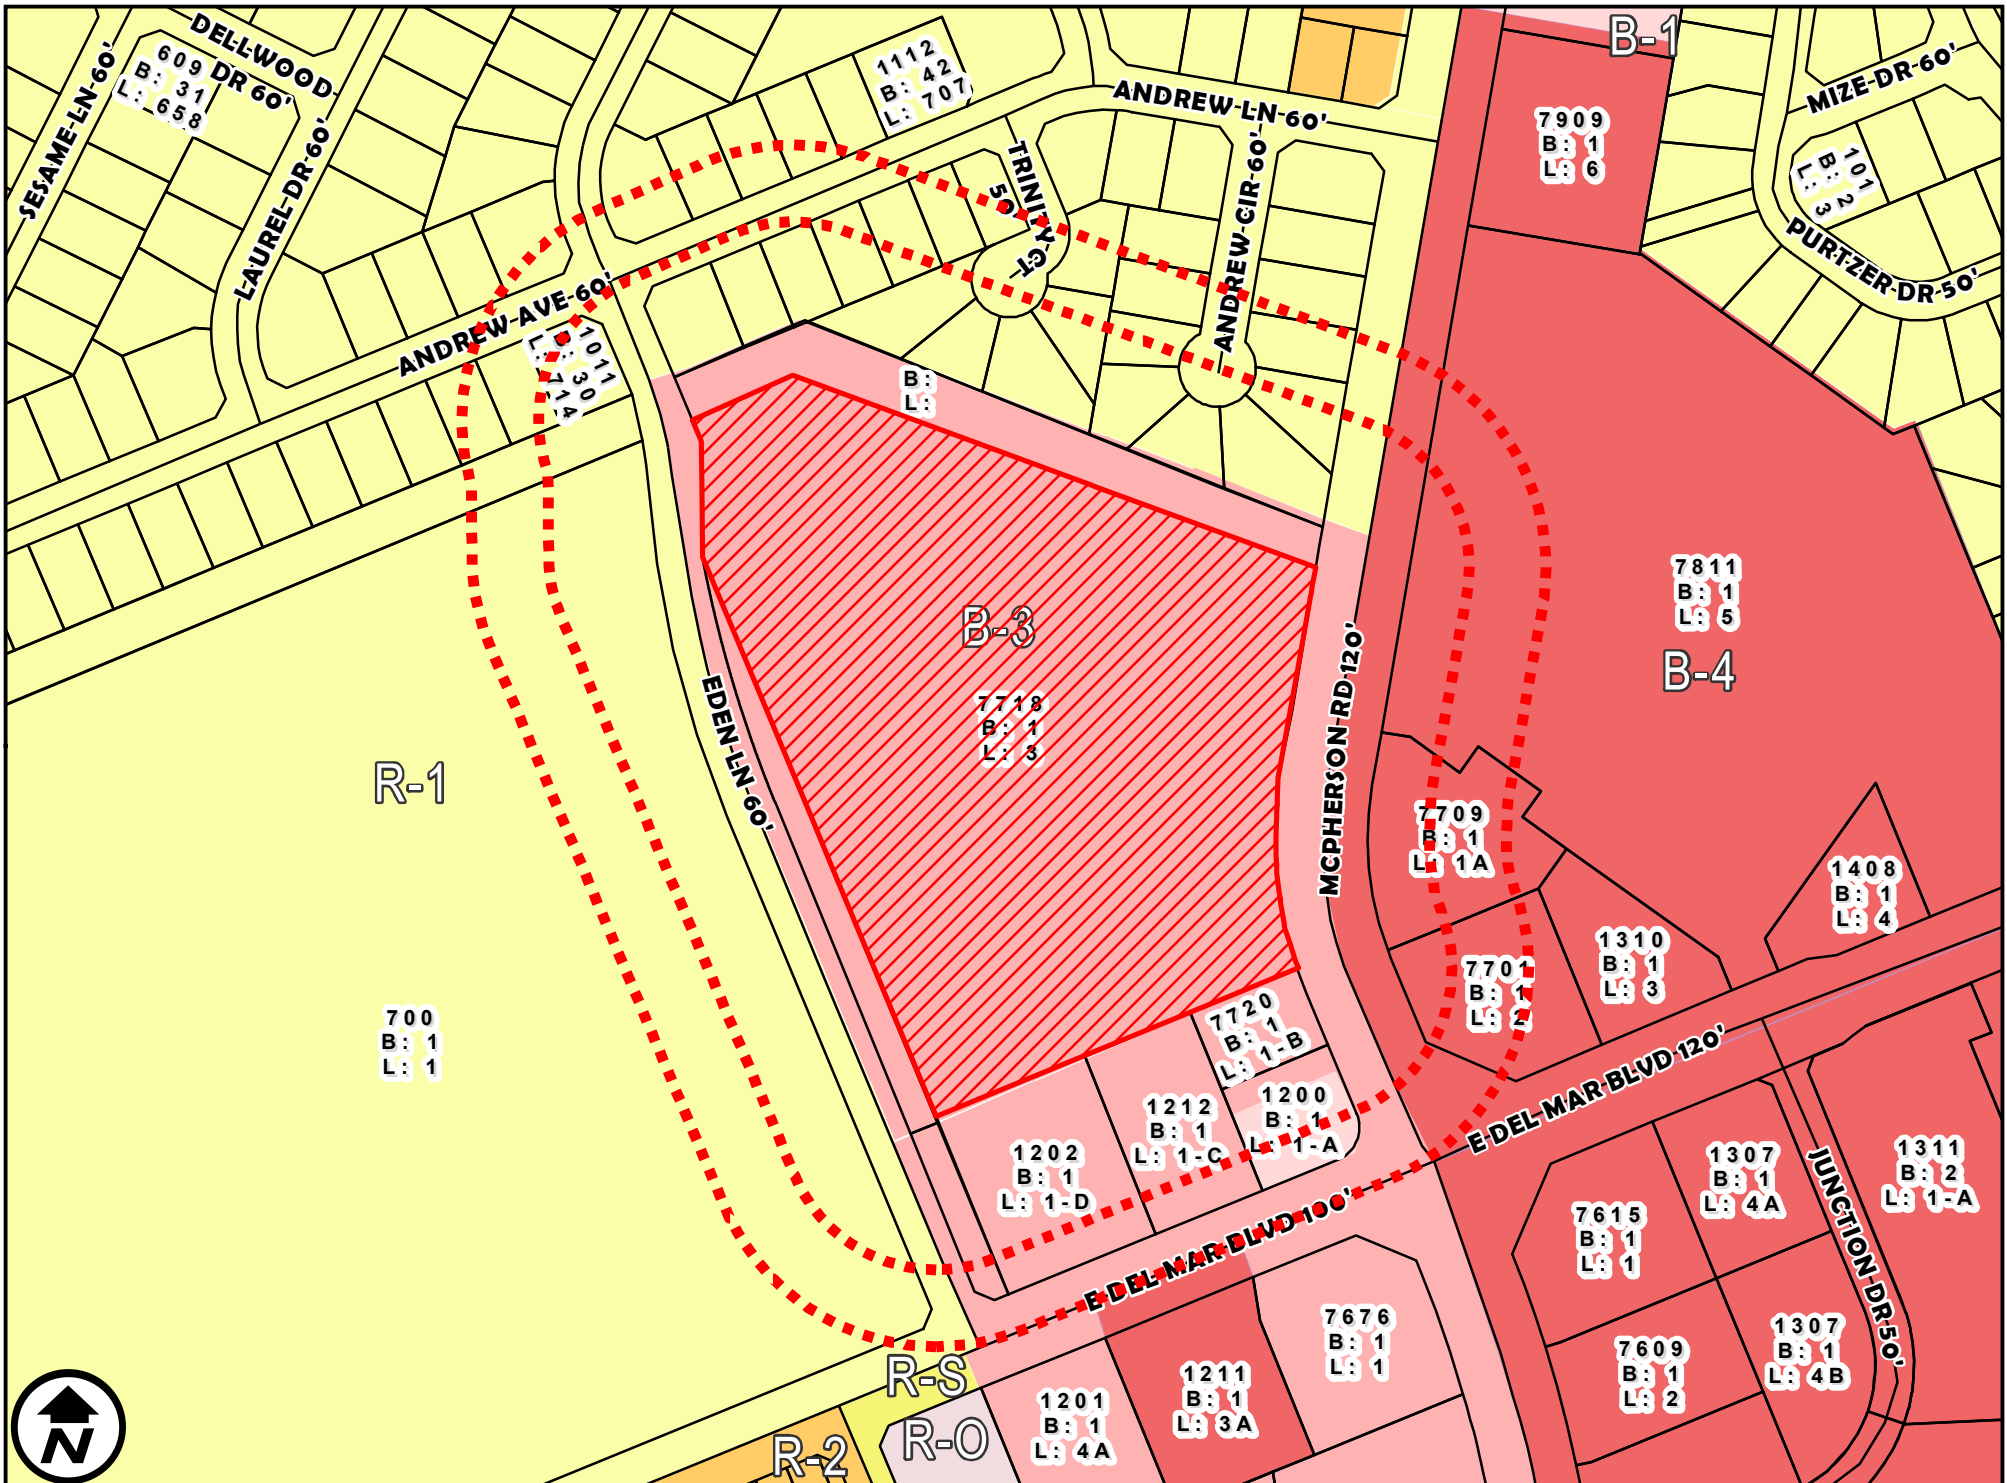 DELLWOOD
DR 60'
609
B: 31
L: 658
SESAME-LN-60'
LAUREL-DR-60'
1112
B: 42
L: 707
ANDREW-LN-60'
B-1
MIZE-DR-60'
7909
B: 1
L: 6
101
B: 2
L: 3
PURTZER-DR-50'
TRINITY-CT
50'
ANDREW-CIR-60'
ANDREW-AVE-60'
1011
B: 30
L: 714
B:
L:
7811
B: 1
L: 5
B-4
B-3
7718
B: 1
L: 3
EDEN-LN-60'
MCPHERSON-RD-120'
R-1
7709
B: 1
L: 1A
1408
B: 1
L: 4
1310
B: 1
L: 3
7701
B: 1
L: 2
700
B: 1
L: 1
7720
B: 1
L: 1-B
1200
B: 1
L: 1-A
1212
B: 1
L: 1-C
1202
B: 1
L: 1-D
E-DEL-MAR-BLVD-120'
E-DEL-MAR-BLVD-100'
1307
B: 1
L: 4A
JUNCTION-DR-50'
1311
B: 2
L: 1-A
7615
B: 1
L: 1
7676
B: 1
L: 1
1307
B: 1
L: 4B
7609
B: 1
L: 2
1211
B: 1
L: 3A
1201
B: 1
L: 4A
R-S
R-O
R-2
N